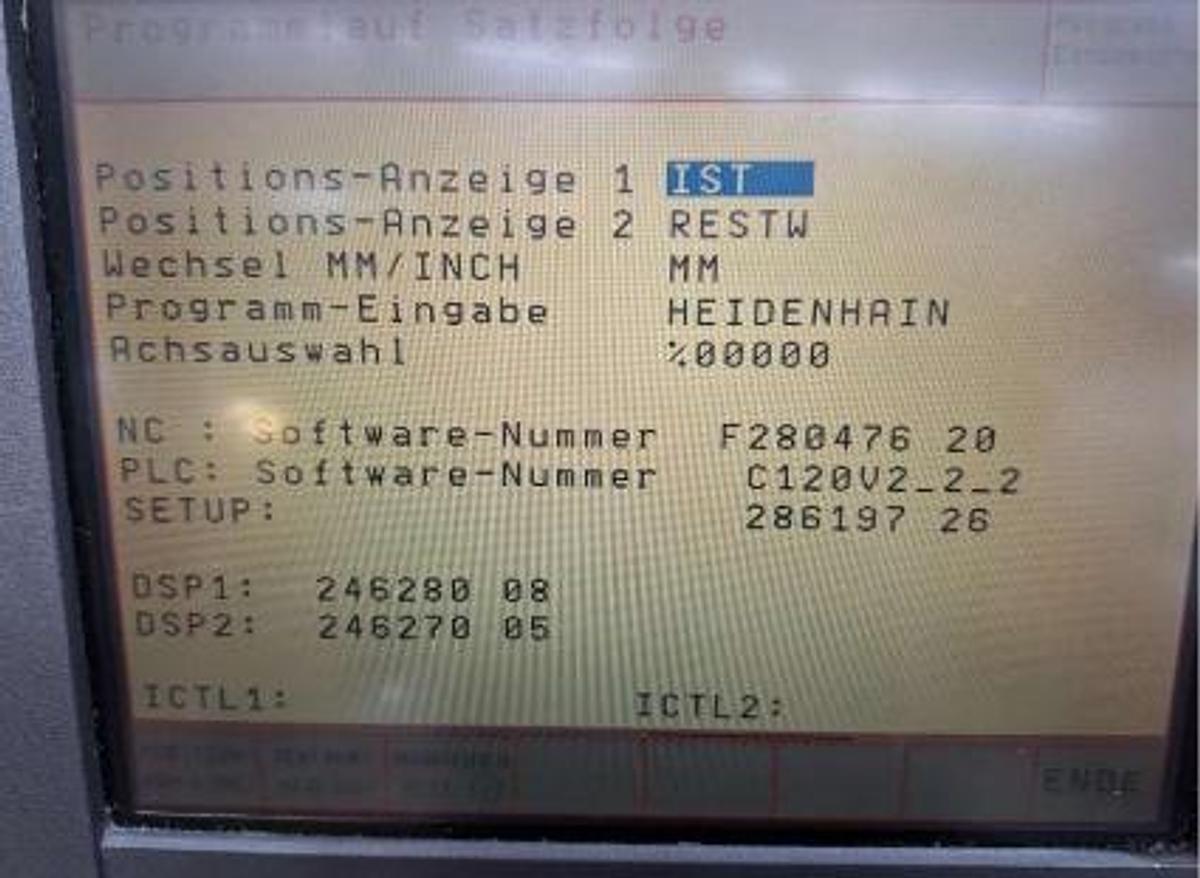 Programmlauf Satzfolge
Positions-Anzeige 1 IST
Positions-Anzeige 2 RESTW
Wechsel MM/INCH MM
Programm-Eingabe HEIDENHAIN
Achsauswahl %00000
NC : Software-Nummer F280476 20
PLC: Software-Nummer C120V2_2_2
SETUP: 286197 26
DSP1: 246280 08
DSP2: 246270 05
ICTL1: ICTL2:
ENDE